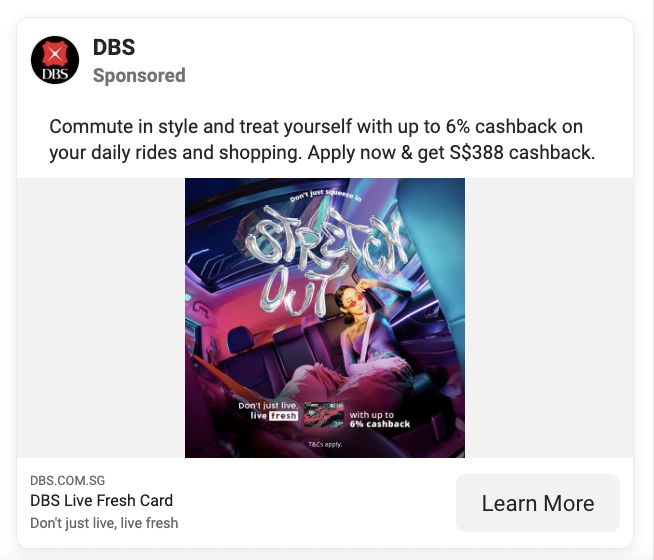 DBS
DBS
Sponsored
Commute in style and treat yourself with up to 6% cashback on
your daily rides and shopping. Apply now & get S$388 cashback.
Don't just squeeze in
STRETCH
OUT
Don't just live,
live fresh
with up to
6% cashback
T&Cs apply.
DBS.COM.SG
DBS Live Fresh Card
Don't just live, live fresh
Learn More